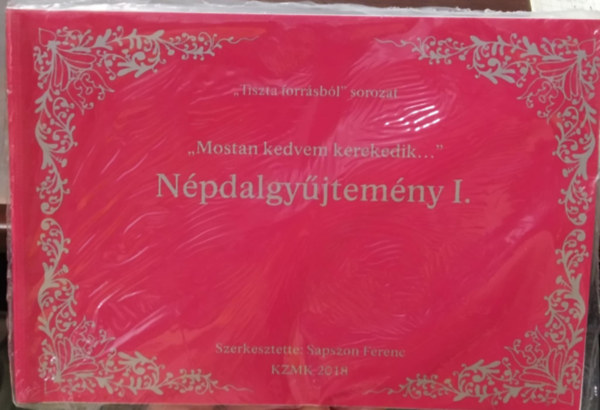 „Tiszta forrásból” sorozat
„Mostan kedvem kerekedik...”
Népdalgyűjtemény I.
Szerkesztette: Sapszon Ferenc
KZMK 2018